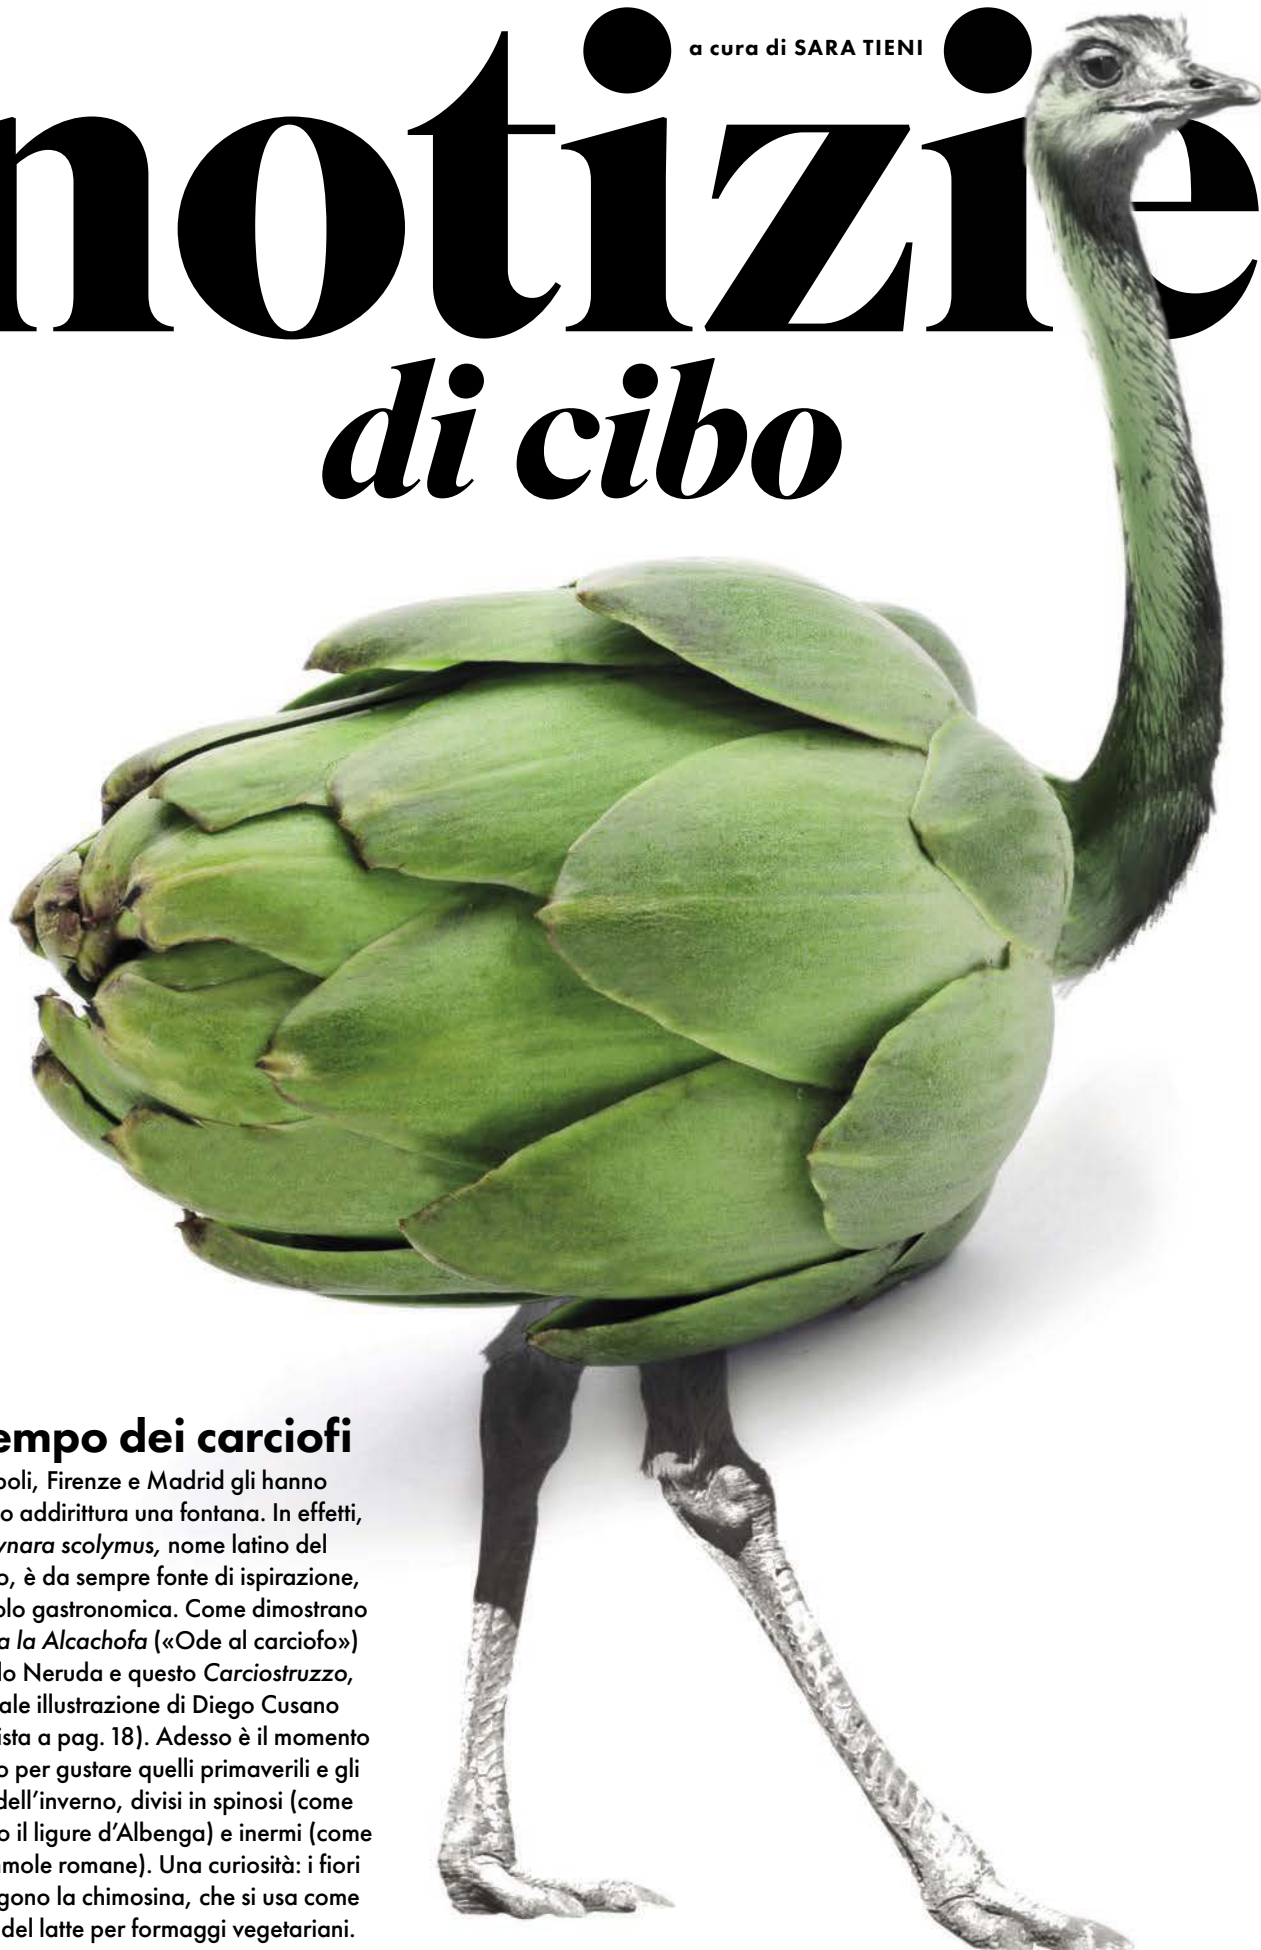 a cura di SARA TIENI
notizie
di cibo
empo dei carciofi
poli, Firenze e Madrid gli hanno
o addirittura una fontana. In effetti,
ynara scolymus, nome latino del
o, è da sempre fonte di ispirazione,
olo gastronomica. Come dimostrano
a la Alcachofa («Ode al carciofo»)
lo Neruda e questo Carciostruzzo,
ale illustrazione di Diego Cusano
ista a pag. 18). Adesso è il momento
o per gustare quelli primaverili e gli
dell'inverno, divisi in spinosi (come
o il ligure d'Albenga) e inermi (come
mole romane). Una curiosità: i fiori
gono la chimosina, che si usa come
del latte per formaggi vegetariani.